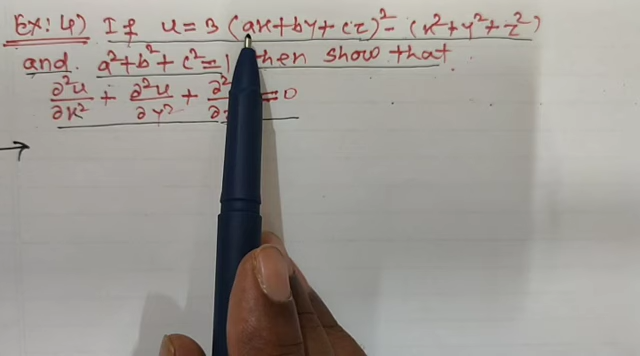 Ex: 4) If u = 3 (ax+by+cz)² - (x²+y²+z²)
and. a²+b²+c²=1 then show that
∂²u/∂x² + ∂²u/∂y² + ∂² =0